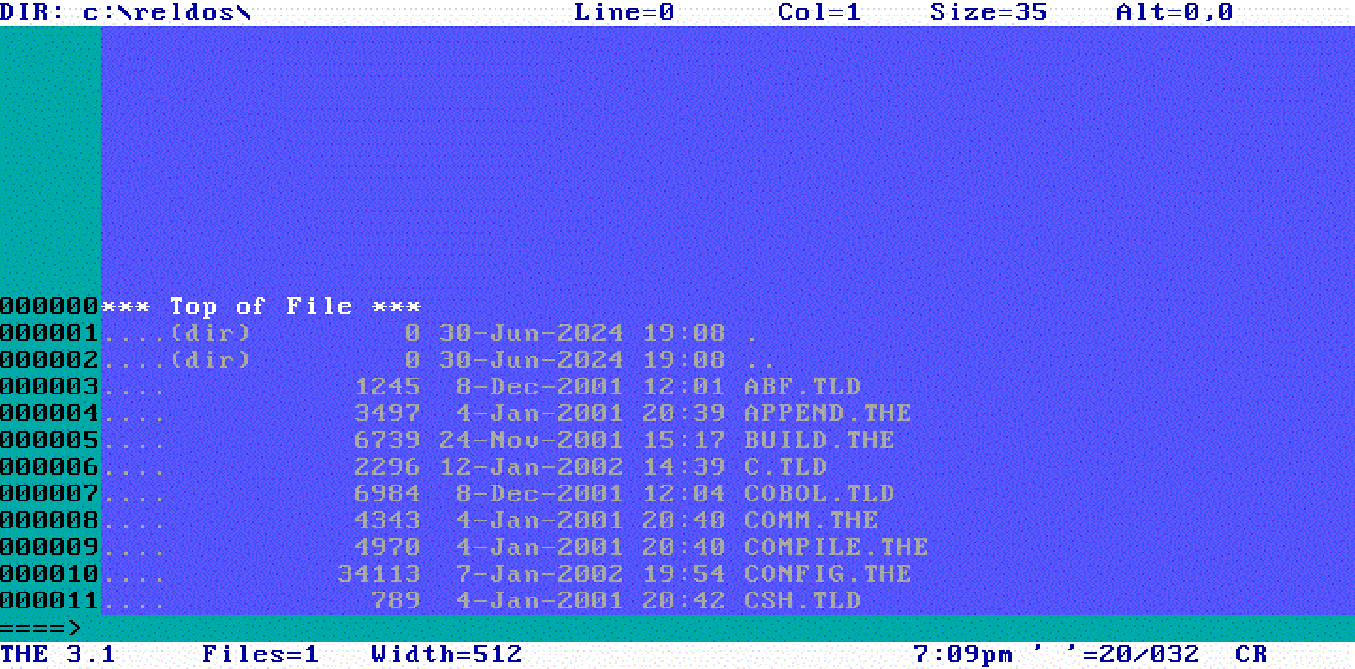 DIR: c:\reldos\ Line=0 Col=1 Size=35 Alt=0,0
000000*** Top of File ***
000001....(dir) 0 30-Jun-2024 19:08 .
000002....(dir) 0 30-Jun-2024 19:08 ..
000003.... 1245 8-Dec-2001 12:01 ABF.TLD
000004.... 3497 4-Jan-2001 20:39 APPEND.THE
000005.... 6739 24-Nov-2001 15:17 BUILD.THE
000006.... 2296 12-Jan-2002 14:39 C.TLD
000007.... 6984 8-Dec-2001 12:04 COBOL.TLD
000008.... 4343 4-Jan-2001 20:40 COMM.THE
000009.... 4970 4-Jan-2001 20:40 COMPILE.THE
000010.... 34113 7-Jan-2002 19:54 CONFIG.THE
000011.... 789 4-Jan-2001 20:42 CSH.TLD
====>
THE 3.1 Files=1 Width=512 7:09pm ' '=20/032 CR